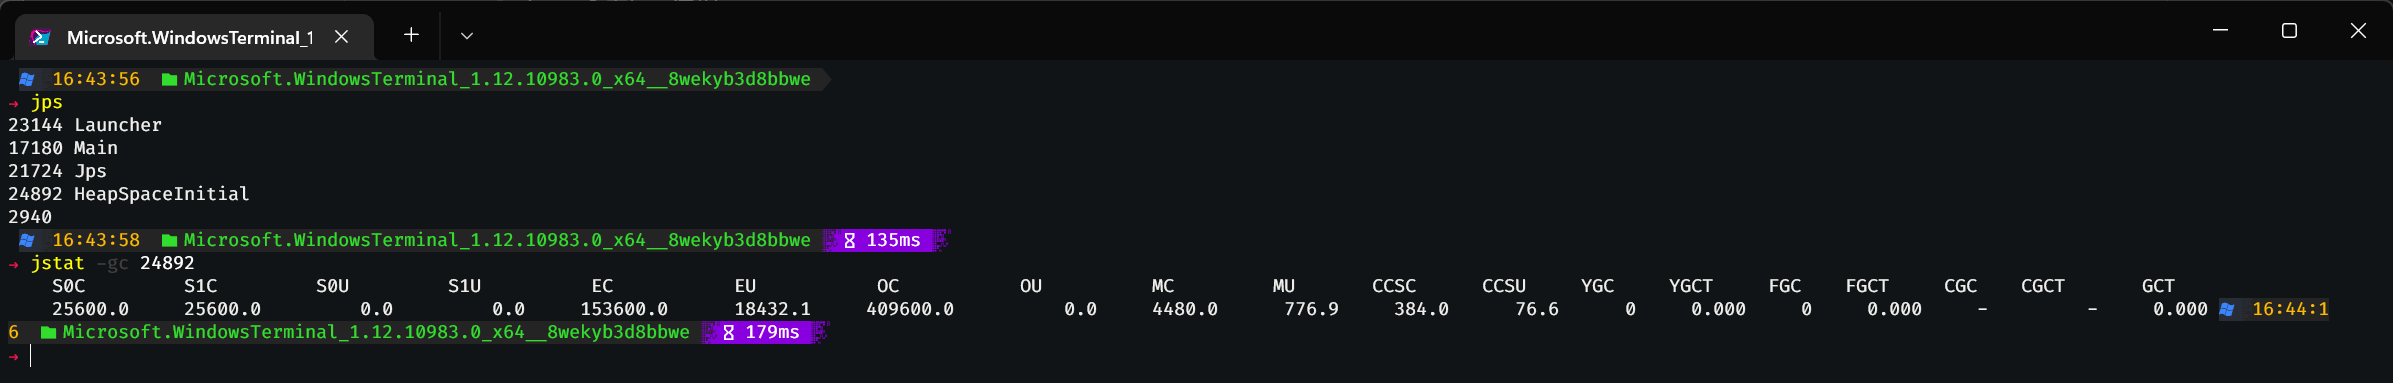 Microsoft.WindowsTerminal_1
16:43:56 Microsoft.WindowsTerminal_1.12.10983.0_x64__8wekyb3d8bbwe
→ jps
23144 Launcher
17180 Main
21724 Jps
24892 HeapSpaceInitial
2940
16:43:58 Microsoft.WindowsTerminal_1.12.10983.0_x64__8wekyb3d8bbwe 135ms
→ jstat -gc 24892
S0C S1C S0U S1U EC EU OC OU MC MU CCSC CCSU YGC YGCT FGC FGCT CGC CGCT GCT
25600.0 25600.0 0.0 0.0 153600.0 18432.1 409600.0 0.0 4480.0 776.9 384.0 76.6 0 0.000 0 0.000 - - 0.000 16:44:1
6 Microsoft.WindowsTerminal_1.12.10983.0_x64__8wekyb3d8bbwe 179ms
→